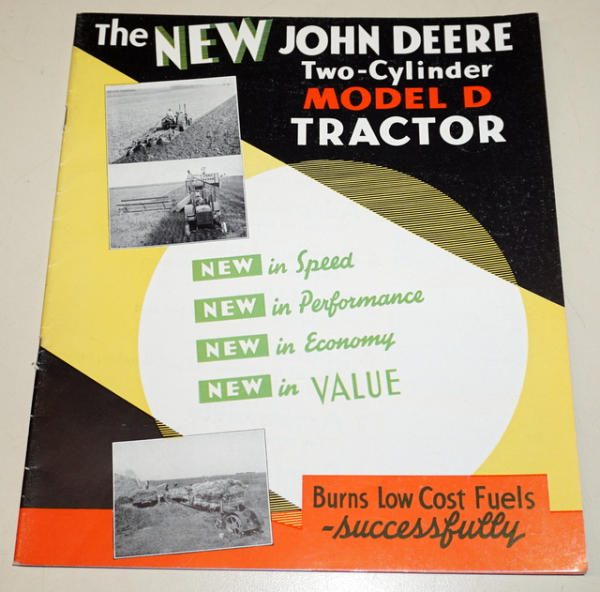 The NEW JOHN DEERE
Two-Cylinder
MODEL D
TRACTOR
NEW in Speed
NEW in Performance
NEW in Economy
NEW in VALUE
Burns Low Cost Fuels
-successfully